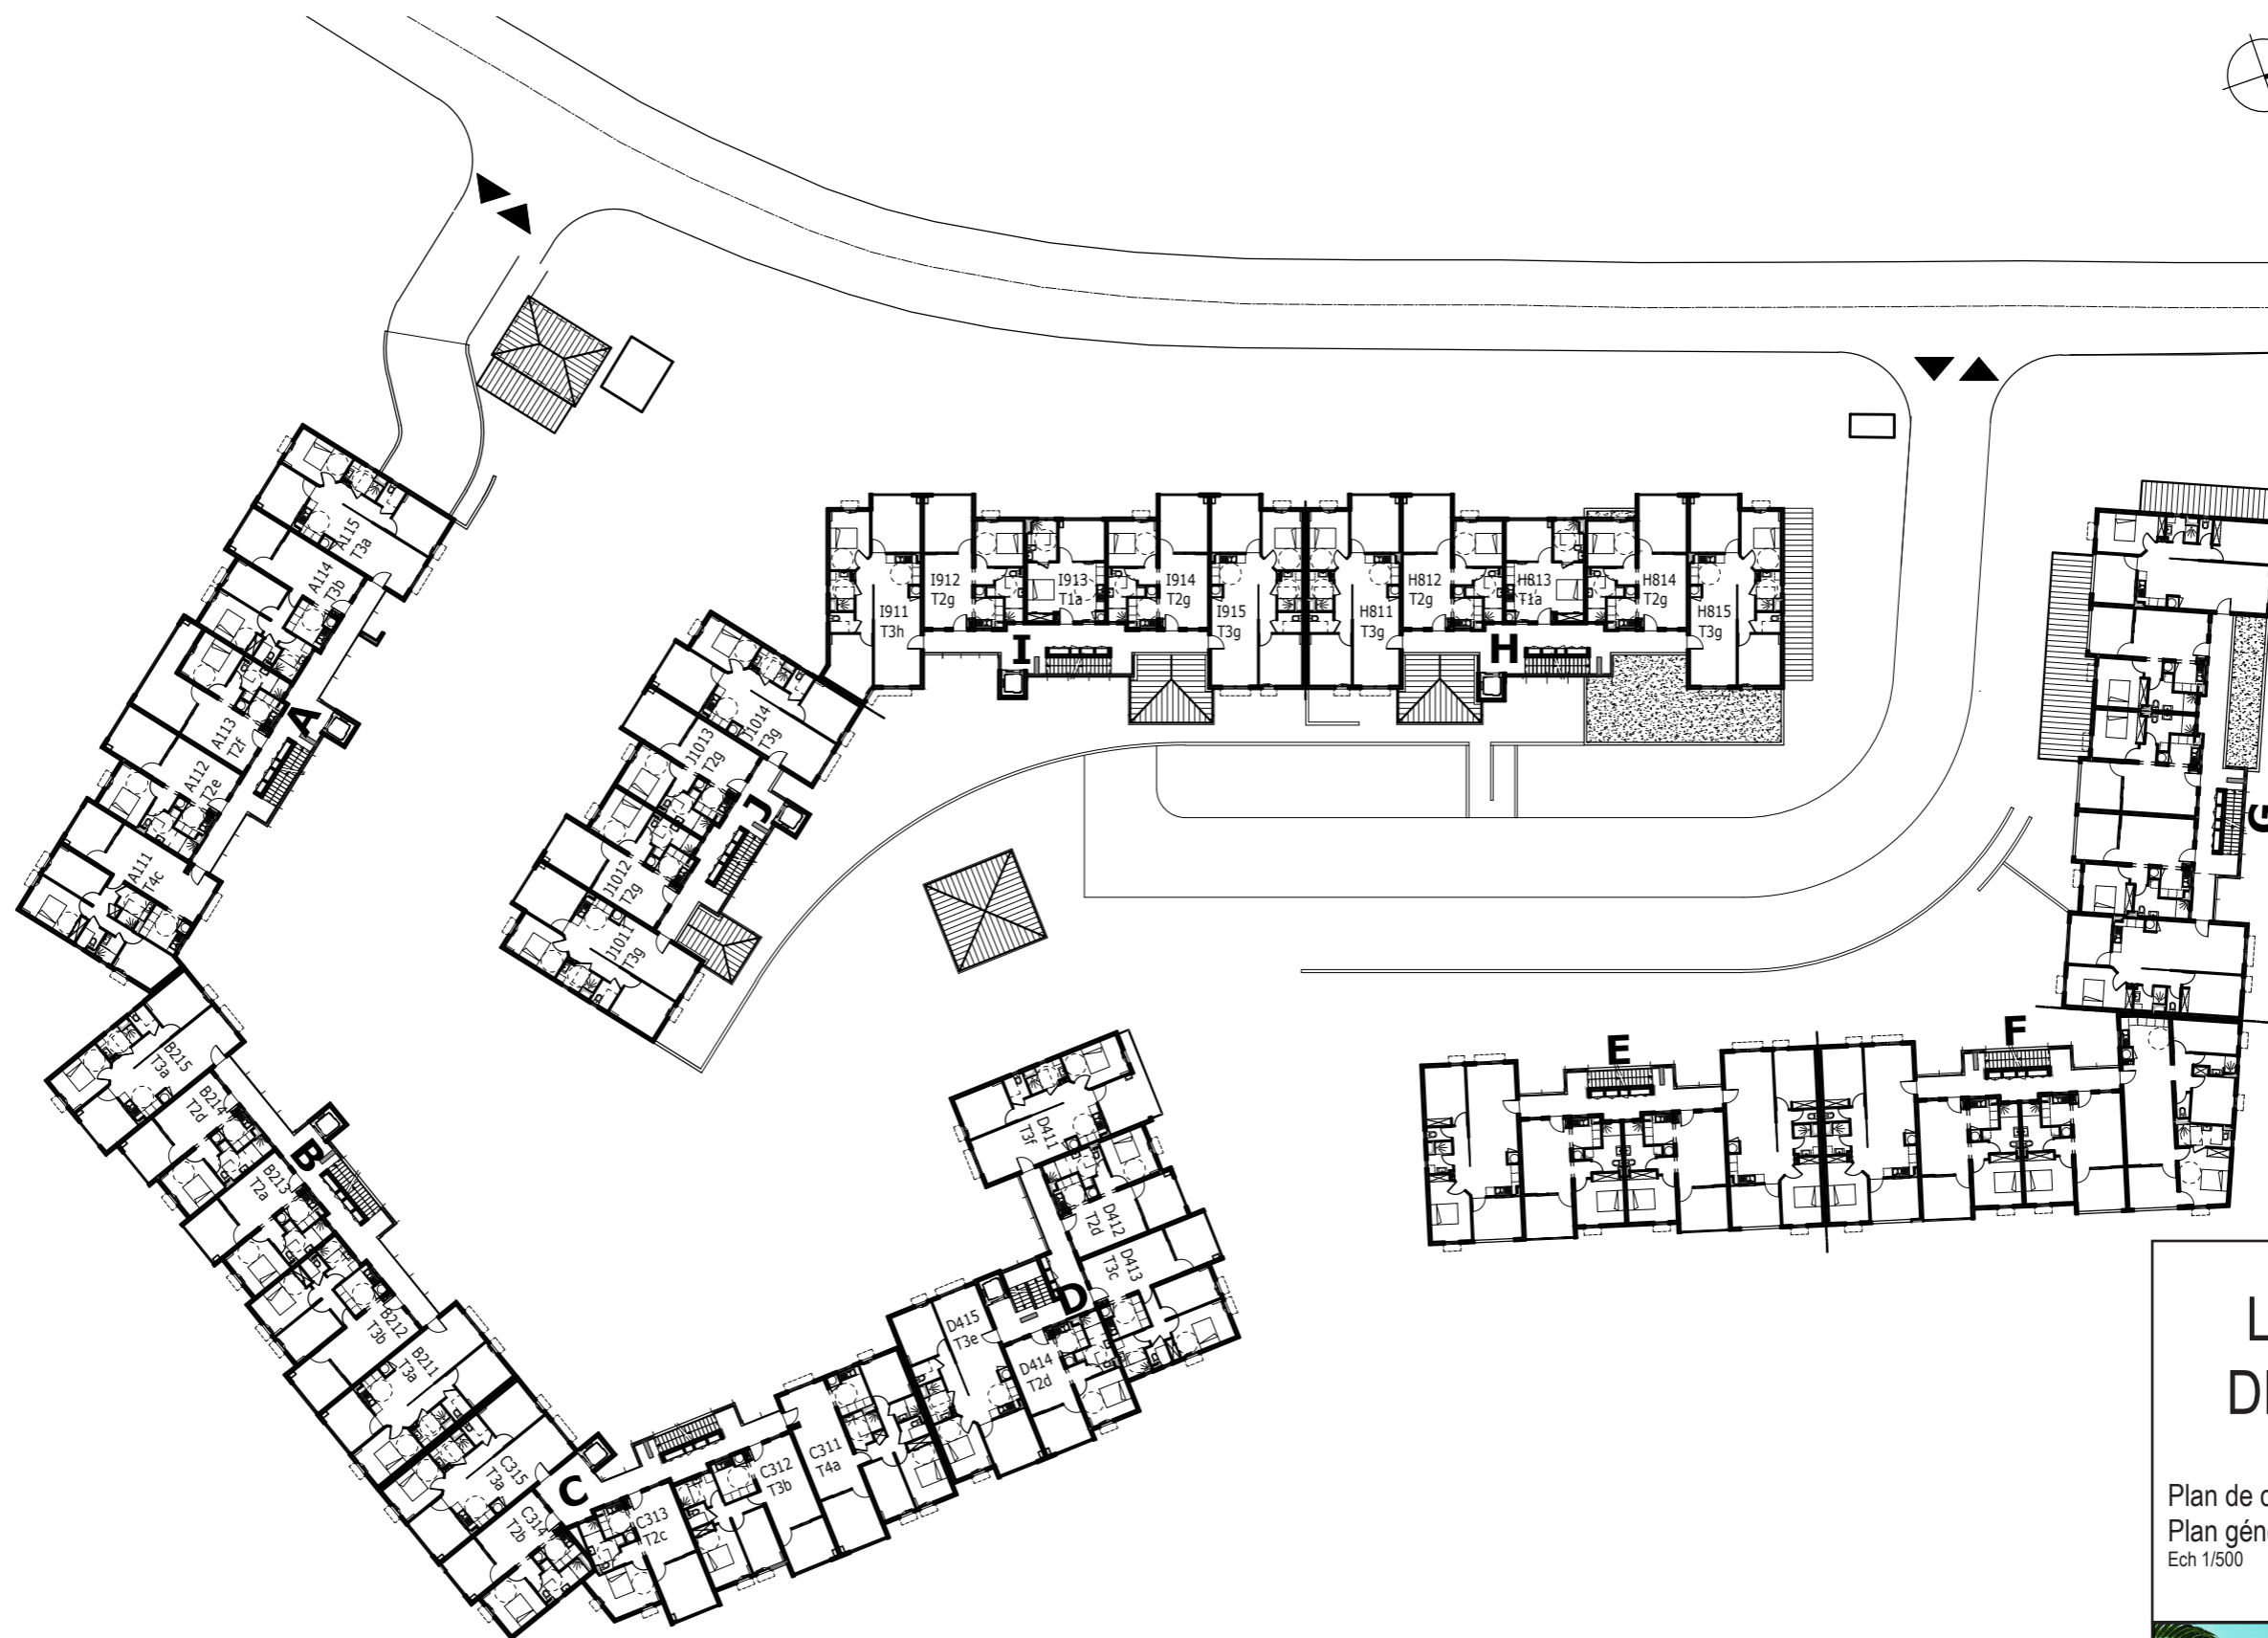 A115
T3a
A114
T3b
A113
T2f
A112
T2e
A111
T4c
A
I911
T3h
I912
T2g
I913
T1a
I914
T2g
I915
T3g
I
H811
T3g
H812
T2g
H813
T1a
H814
T2g
H815
T3g
H
J1014
T3g
J1013
T2g
J1012
T2g
J1011
T3g
J
G
B215
T3a
B214
T2d
B213
T2a
B212
T3b
B211
T3a
B
D411
T3f
D412
T2d
D413
T3c
D414
T2d
D415
T3e
D
E
F
C315
T3a
C314
T2b
C313
T2c
C312
T3b
C311
T4a
C
L
Plan de
Plan
Ech 1/500